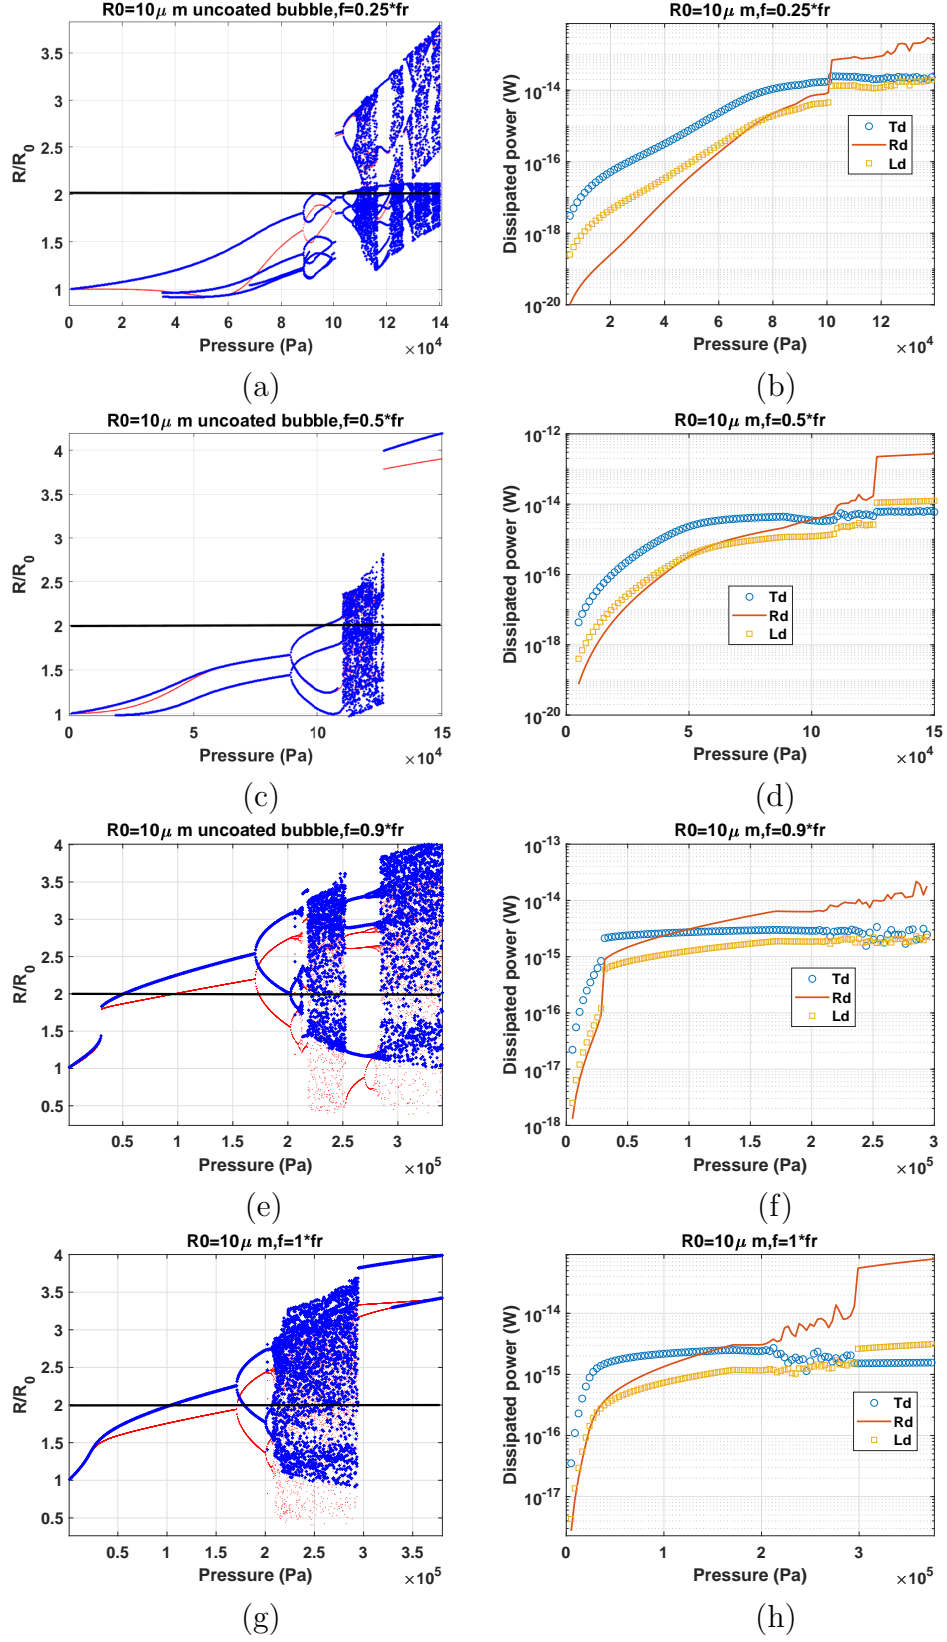 R0=10μ m uncoated bubble,f=0.25*fr
R/R0
3.5
3
2.5
2
1.5
1
0 2 4 6 8 10 12 14
Pressure (Pa)
×10^4
(a)
R0=10μ m,f=0.25*fr
Dissipated power (W)
10^-14
10^-16
10^-18
10^-20
Td
Rd
Ld
2 4 6 8 10 12
Pressure (Pa)
×10^4
(b)
R0=10μ m uncoated bubble,f=0.5*fr
R/R0
4
3.5
3
2.5
2
1.5
1
0 5 10 15
Pressure (Pa)
×10^4
(c)
R0=10μ m,f=0.5*fr
Dissipated power (W)
10^-12
10^-14
10^-16
10^-18
10^-20
Td
Rd
Ld
0 5 10 15
Pressure (Pa)
×10^4
(d)
R0=10μ m uncoated bubble,f=0.9*fr
R/R0
4
3.5
3
2.5
2
1.5
1
0.5
0.5 1 1.5 2 2.5 3
Pressure (Pa)
×10^5
(e)
R0=10μ m,f=0.9*fr
Dissipated power (W)
10^-13
10^-14
10^-15
10^-16
10^-17
10^-18
Td
Rd
Ld
0 0.5 1 1.5 2 2.5 3
Pressure (Pa)
×10^5
(f)
R0=10μ m,f=1*fr
R/R0
4
3.5
3
2.5
2
1.5
1
0.5
0.5 1 1.5 2 2.5 3 3.5
Pressure (Pa)
×10^5
(g)
R0=10μ m,f=1*fr
Dissipated power (W)
10^-14
10^-15
10^-16
10^-17
Td
Rd
Ld
0 1 2 3
Pressure (Pa)
×10^5
(h)